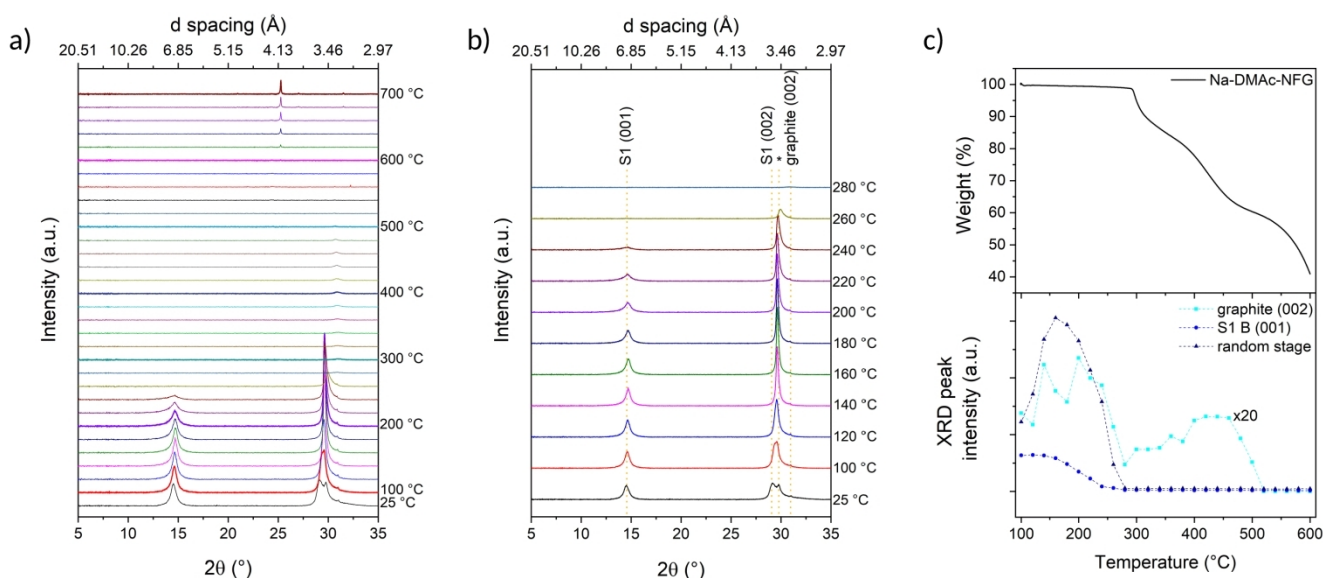 a)
d spacing (Å)
20.51 10.26 6.85 5.15 4.13 3.46 2.97
700 °C
600 °C
500 °C
400 °C
300 °C
200 °C
100 °C
25 °C
Intensity (a.u.)
5 10 15 20 25 30 35
2θ (°)
b)
d spacing (Å)
20.51 10.26 6.85 5.15 4.13 3.46 2.97
S1 (001)
S1 (002)
*
graphite (002)
280 °C
260 °C
240 °C
220 °C
200 °C
180 °C
160 °C
140 °C
120 °C
100 °C
25 °C
Intensity (a.u.)
5 10 15 20 25 30 35
2θ (°)
c)
Na-DMAc-NFG
100
90
80
70
60
50
40
Weight (%)
graphite (002)
S1 B (001)
random stage
x20
XRD peak
intensity (a.u.)
100 200 300 400 500 600
Temperature (°C)